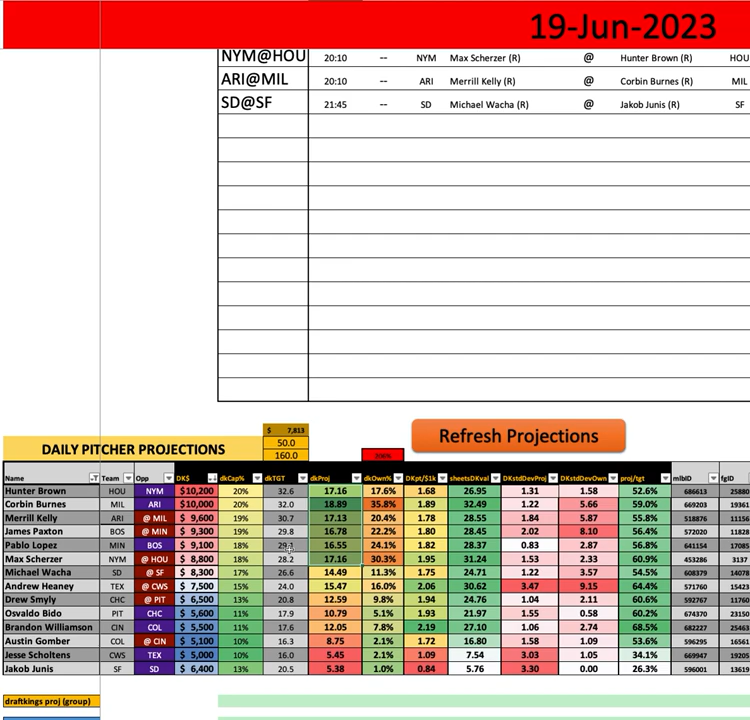 19-Jun-2023
NYM@HOU 20:10 -- NYM Max Scherzer (R) @ Hunter Brown (R) HOU
ARI@MIL 20:10 -- ARI Merrill Kelly (R) @ Corbin Burnes (R) MIL
SD@SF 21:45 -- SD Michael Wacha (R) @ Jakob Junis (R) SF
$ 7,813
50.0
160.0
DAILY PITCHER PROJECTIONS
Refresh Projections
Name Team Opp DK$ dkCap% dkTGT dkProj dkOwn% DKpt/$1k sheetsDKval DKstdDevProj DKstdDevOwn proj/tgt mlbID fgID
Hunter Brown HOU NYM $10,200 20% 32.6 17.16 17.6% 1.68 26.95 1.31 1.58 52.6% 686613 25880
Corbin Burnes MIL ARI $10,000 20% 32.0 18.89 35.8% 1.89 32.49 1.22 5.66 59.0% 669203 19361
Merrill Kelly ARI @ MIL $ 9,600 19% 30.7 17.13 20.4% 1.78 28.55 1.84 5.87 55.8% 518876 11156
James Paxton BOS @ MIN $ 9,300 19% 29.8 16.78 22.2% 1.80 28.45 2.02 8.10 56.4% 572020 11828
Pablo Lopez MIN BOS $ 9,100 18% 16.55 24.1% 1.82 28.37 0.83 2.87 56.8% 641154 17085
Max Scherzer NYM @ HOU $ 8,800 18% 28.2 17.16 30.3% 1.95 31.24 1.53 2.33 60.9% 453286 3137
Michael Wacha SD @ SF $ 8,300 17% 26.6 14.49 11.3% 1.75 24.71 1.22 3.57 54.5% 608379 14078
Andrew Heaney TEX @ CWS $ 7,500 15% 24.0 15.47 16.0% 2.06 30.62 3.47 9.15 64.4% 571760 15423
Drew Smyly CHC @ PIT $ 6,500 13% 20.8 12.59 9.8% 1.94 24.76 1.04 2.11 60.6% 592767 11760
Osvaldo Bido PIT CHC $ 5,600 11% 17.9 10.79 5.1% 1.93 21.97 1.55 0.58 60.2% 674370 23150
Brandon Williamson CIN COL $ 5,500 11% 17.6 12.05 7.8% 2.19 27.10 1.06 2.74 68.5% 682227 25463
Austin Gomber COL @ CIN $ 5,100 10% 16.3 8.75 2.1% 1.72 16.80 1.58 1.09 53.6% 596295 16561
Jesse Scholtens CWS TEX $ 5,000 10% 16.0 5.45 2.1% 1.09 7.54 3.03 1.05 34.1% 669947 19205
Jakob Junis SF SD $ 6,400 13% 20.5 5.38 1.0% 0.84 5.76 3.30 0.00 26.3% 596001 13619
draftkings proj (group)